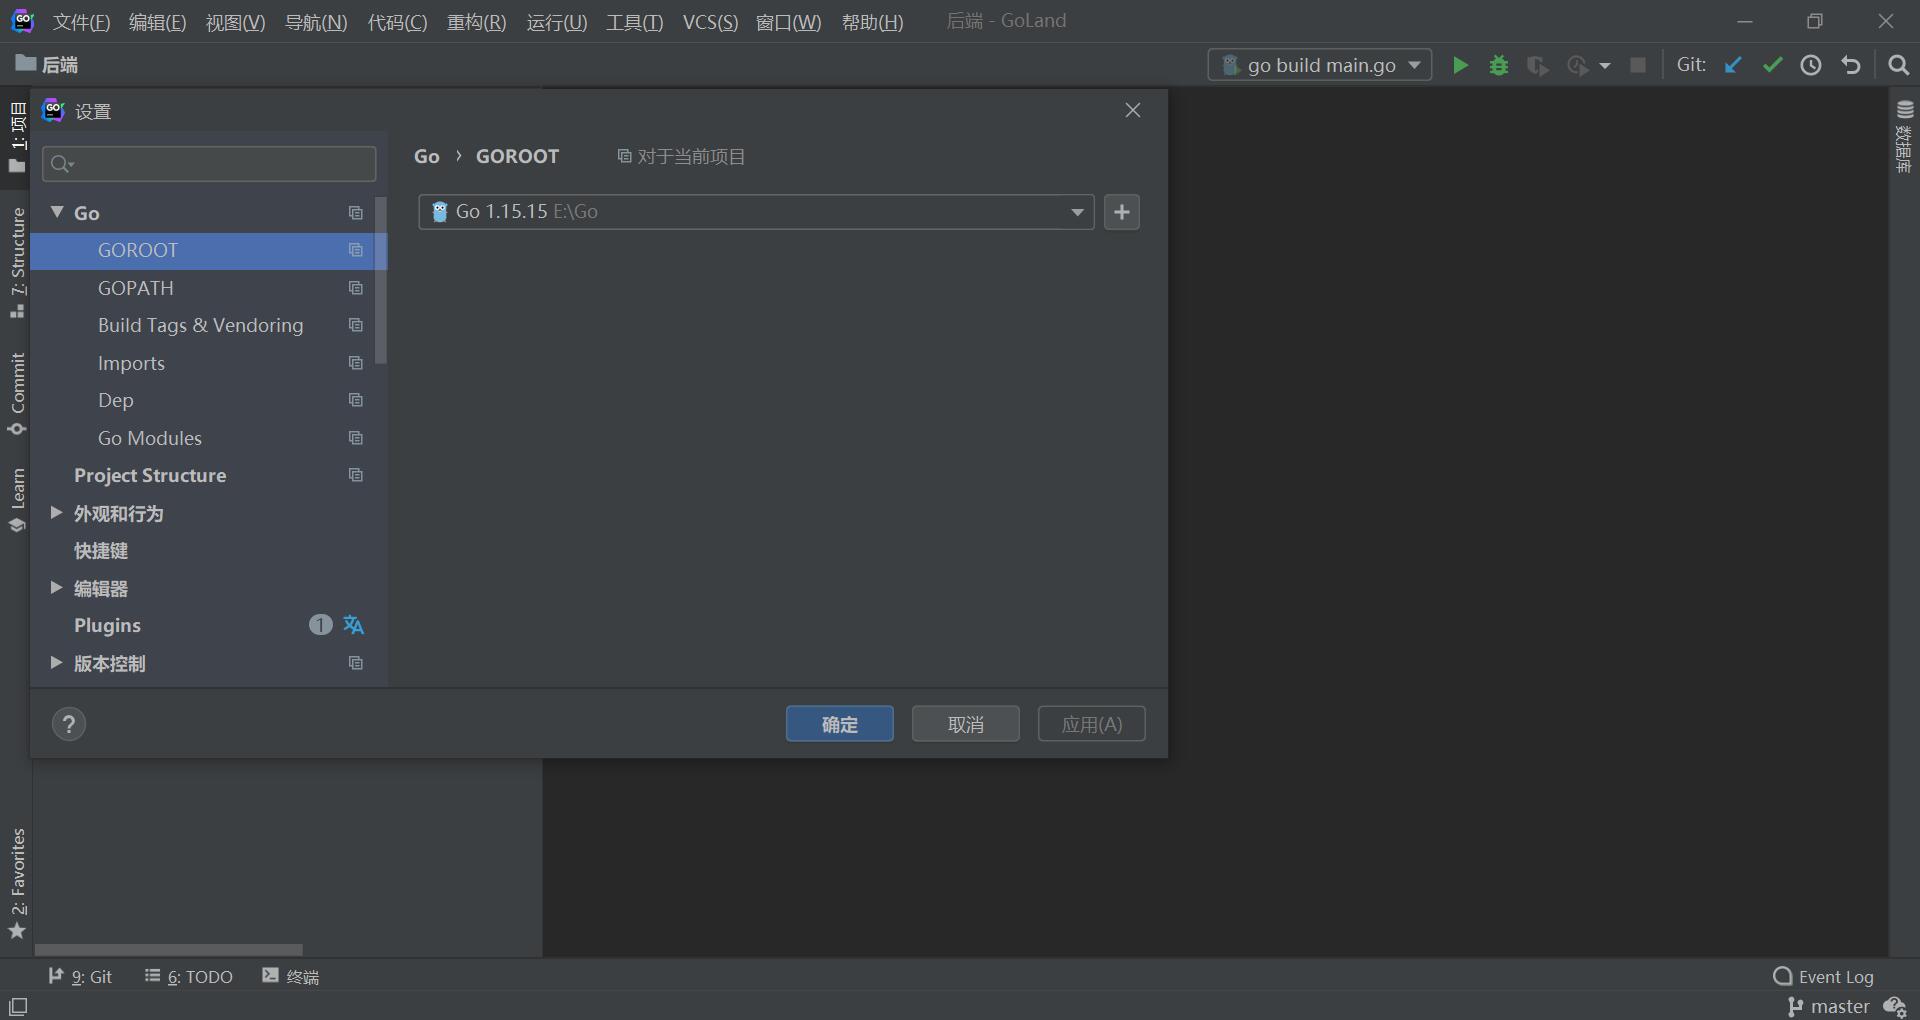 文件(F) 编辑(E) 视图(V) 导航(N) 代码(C) 重构(R) 运行(U) 工具(T) VCS(S) 窗口(W) 帮助(H) 后端 - GoLand
后端
go build main.go
Git:
设置
Go › GOROOT 对于当前项目
Go 1.15.15 E:\Go
Go
GOROOT
GOPATH
Build Tags & Vendoring
Imports
Dep
Go Modules
Project Structure
外观和行为
快捷键
编辑器
Plugins 1
版本控制
? 确定 取消 应用(A)
1: 项目
7: Structure
Commit
Learn
2: Favorites
数据库
9: Git 6: TODO 终端
Event Log
master